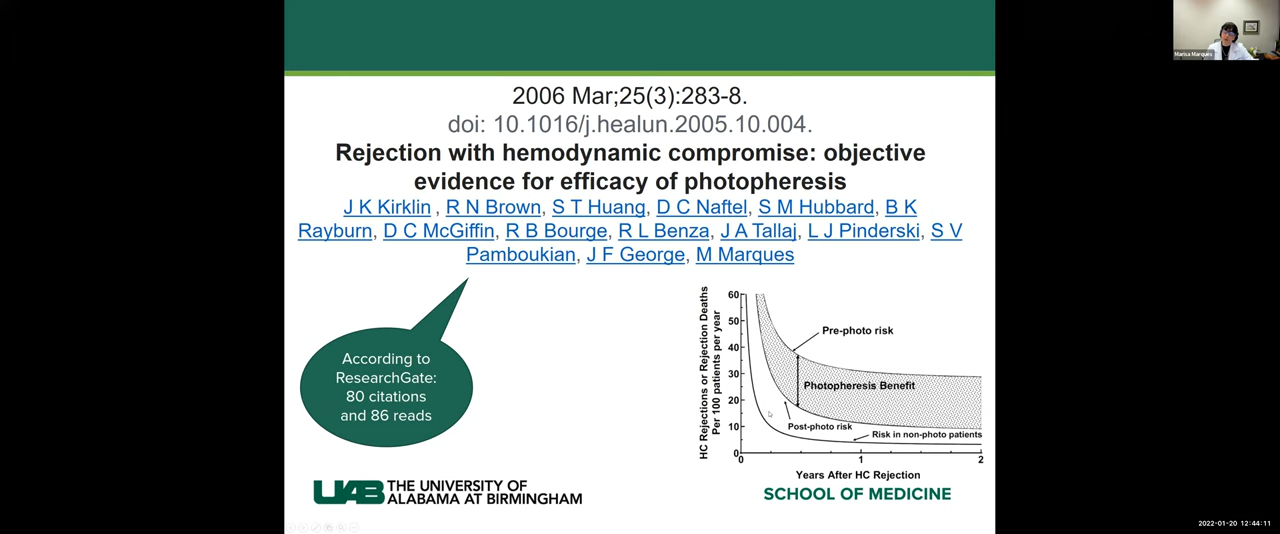 2006 Mar;25(3):283-8.
doi: 10.1016/j.healun.2005.10.004.
Rejection with hemodynamic compromise: objective
evidence for efficacy of photopheresis
J K Kirklin , R N Brown, S T Huang, D C Naftel, S M Hubbard, B K
Rayburn, D C McGiffin, R B Bourge, R L Benza, J A Tallaj, L J Pinderski, S V
Pamboukian, J F George, M Marques
According to
ResearchGate:
80 citations
and 86 reads
HC Rejections or Rejection Deaths
Per 100 patients per year
60
50
40
30
20
10
0
Pre-photo risk
Photopheresis Benefit
Post-photo risk
Risk in non-photo patients
0 1 2
Years After HC Rejection
UAB THE UNIVERSITY OF
ALABAMA AT BIRMINGHAM
SCHOOL OF MEDICINE
Marisa Marques
2022-01-20 12:44:11